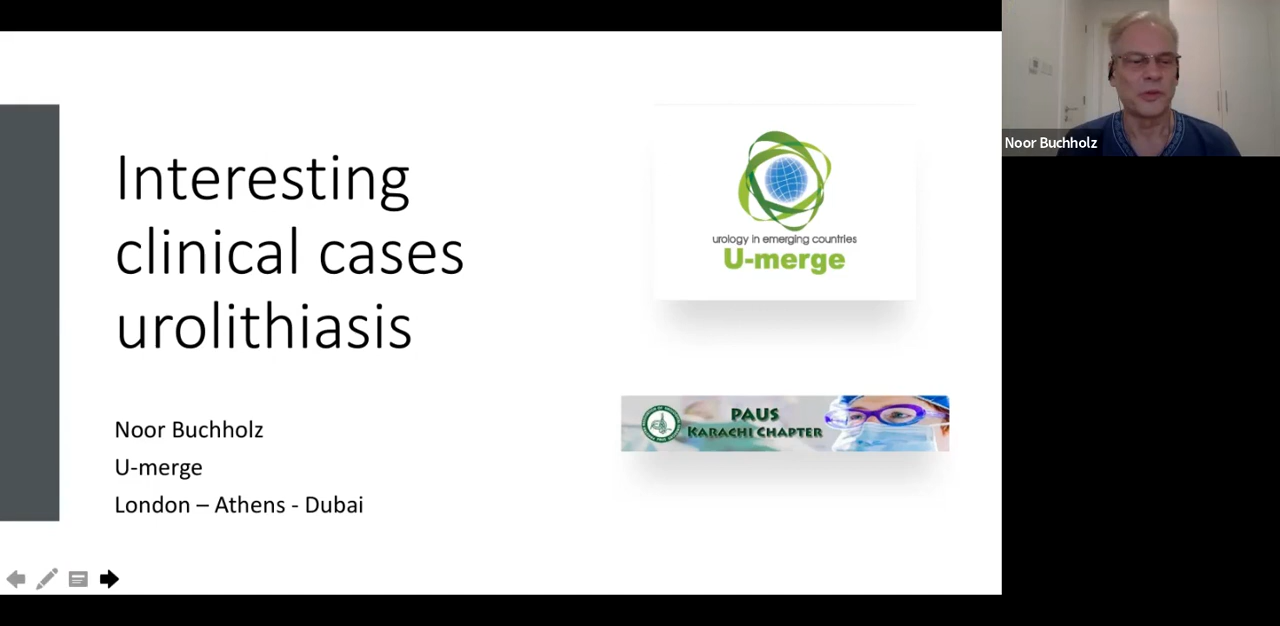 Interesting
clinical cases
urolithiasis
Noor Buchholz
U-merge
London – Athens - Dubai
urology in emerging countries
U-merge
PAUS
KARACHI CHAPTER
Noor Buchholz